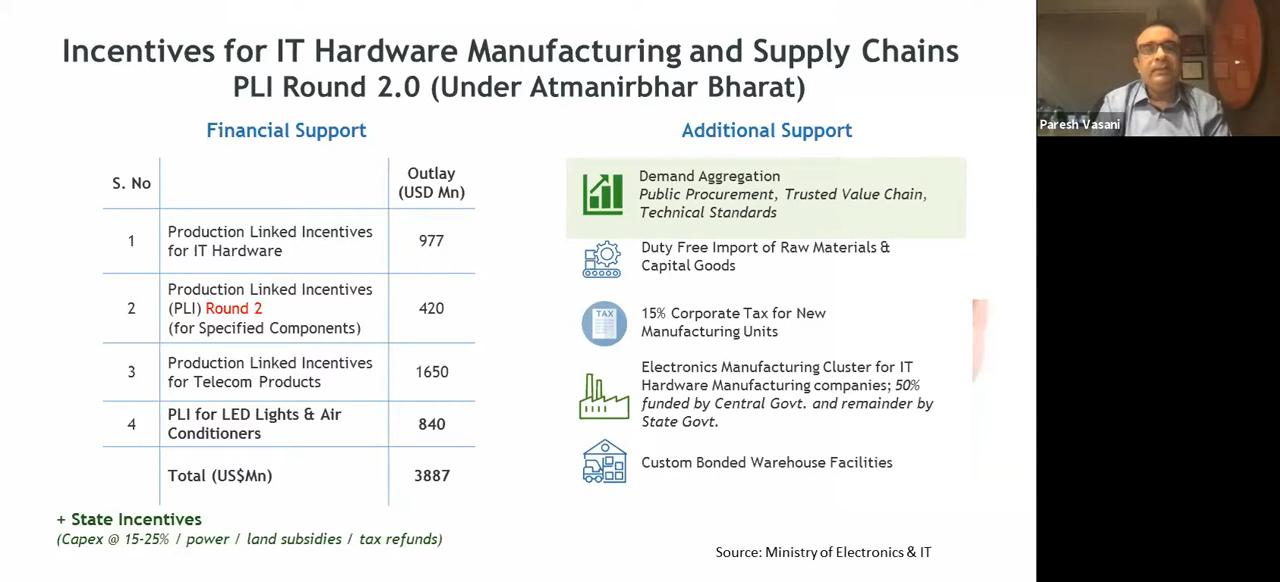 Incentives for IT Hardware Manufacturing and Supply Chains
PLI Round 2.0 (Under Atmanirbhar Bharat)
Financial Support
S. No
Outlay
(USD Mn)
1
Production Linked Incentives
for IT Hardware
977
2
Production Linked Incentives
(PLI) Round 2
(for Specified Components)
420
3
Production Linked Incentives
for Telecom Products
1650
4
PLI for LED Lights & Air
Conditioners
840
Total (US$Mn)
3887
+ State Incentives
(Capex @ 15-25% / power / land subsidies / tax refunds)
Additional Support
Demand Aggregation
Public Procurement, Trusted Value Chain,
Technical Standards
Duty Free Import of Raw Materials &
Capital Goods
TAX
15% Corporate Tax for New
Manufacturing Units
Electronics Manufacturing Cluster for IT
Hardware Manufacturing companies; 50%
funded by Central Govt. and remainder by
State Govt.
Custom Bonded Warehouse Facilities
Source: Ministry of Electronics & IT
Paresh Vasani